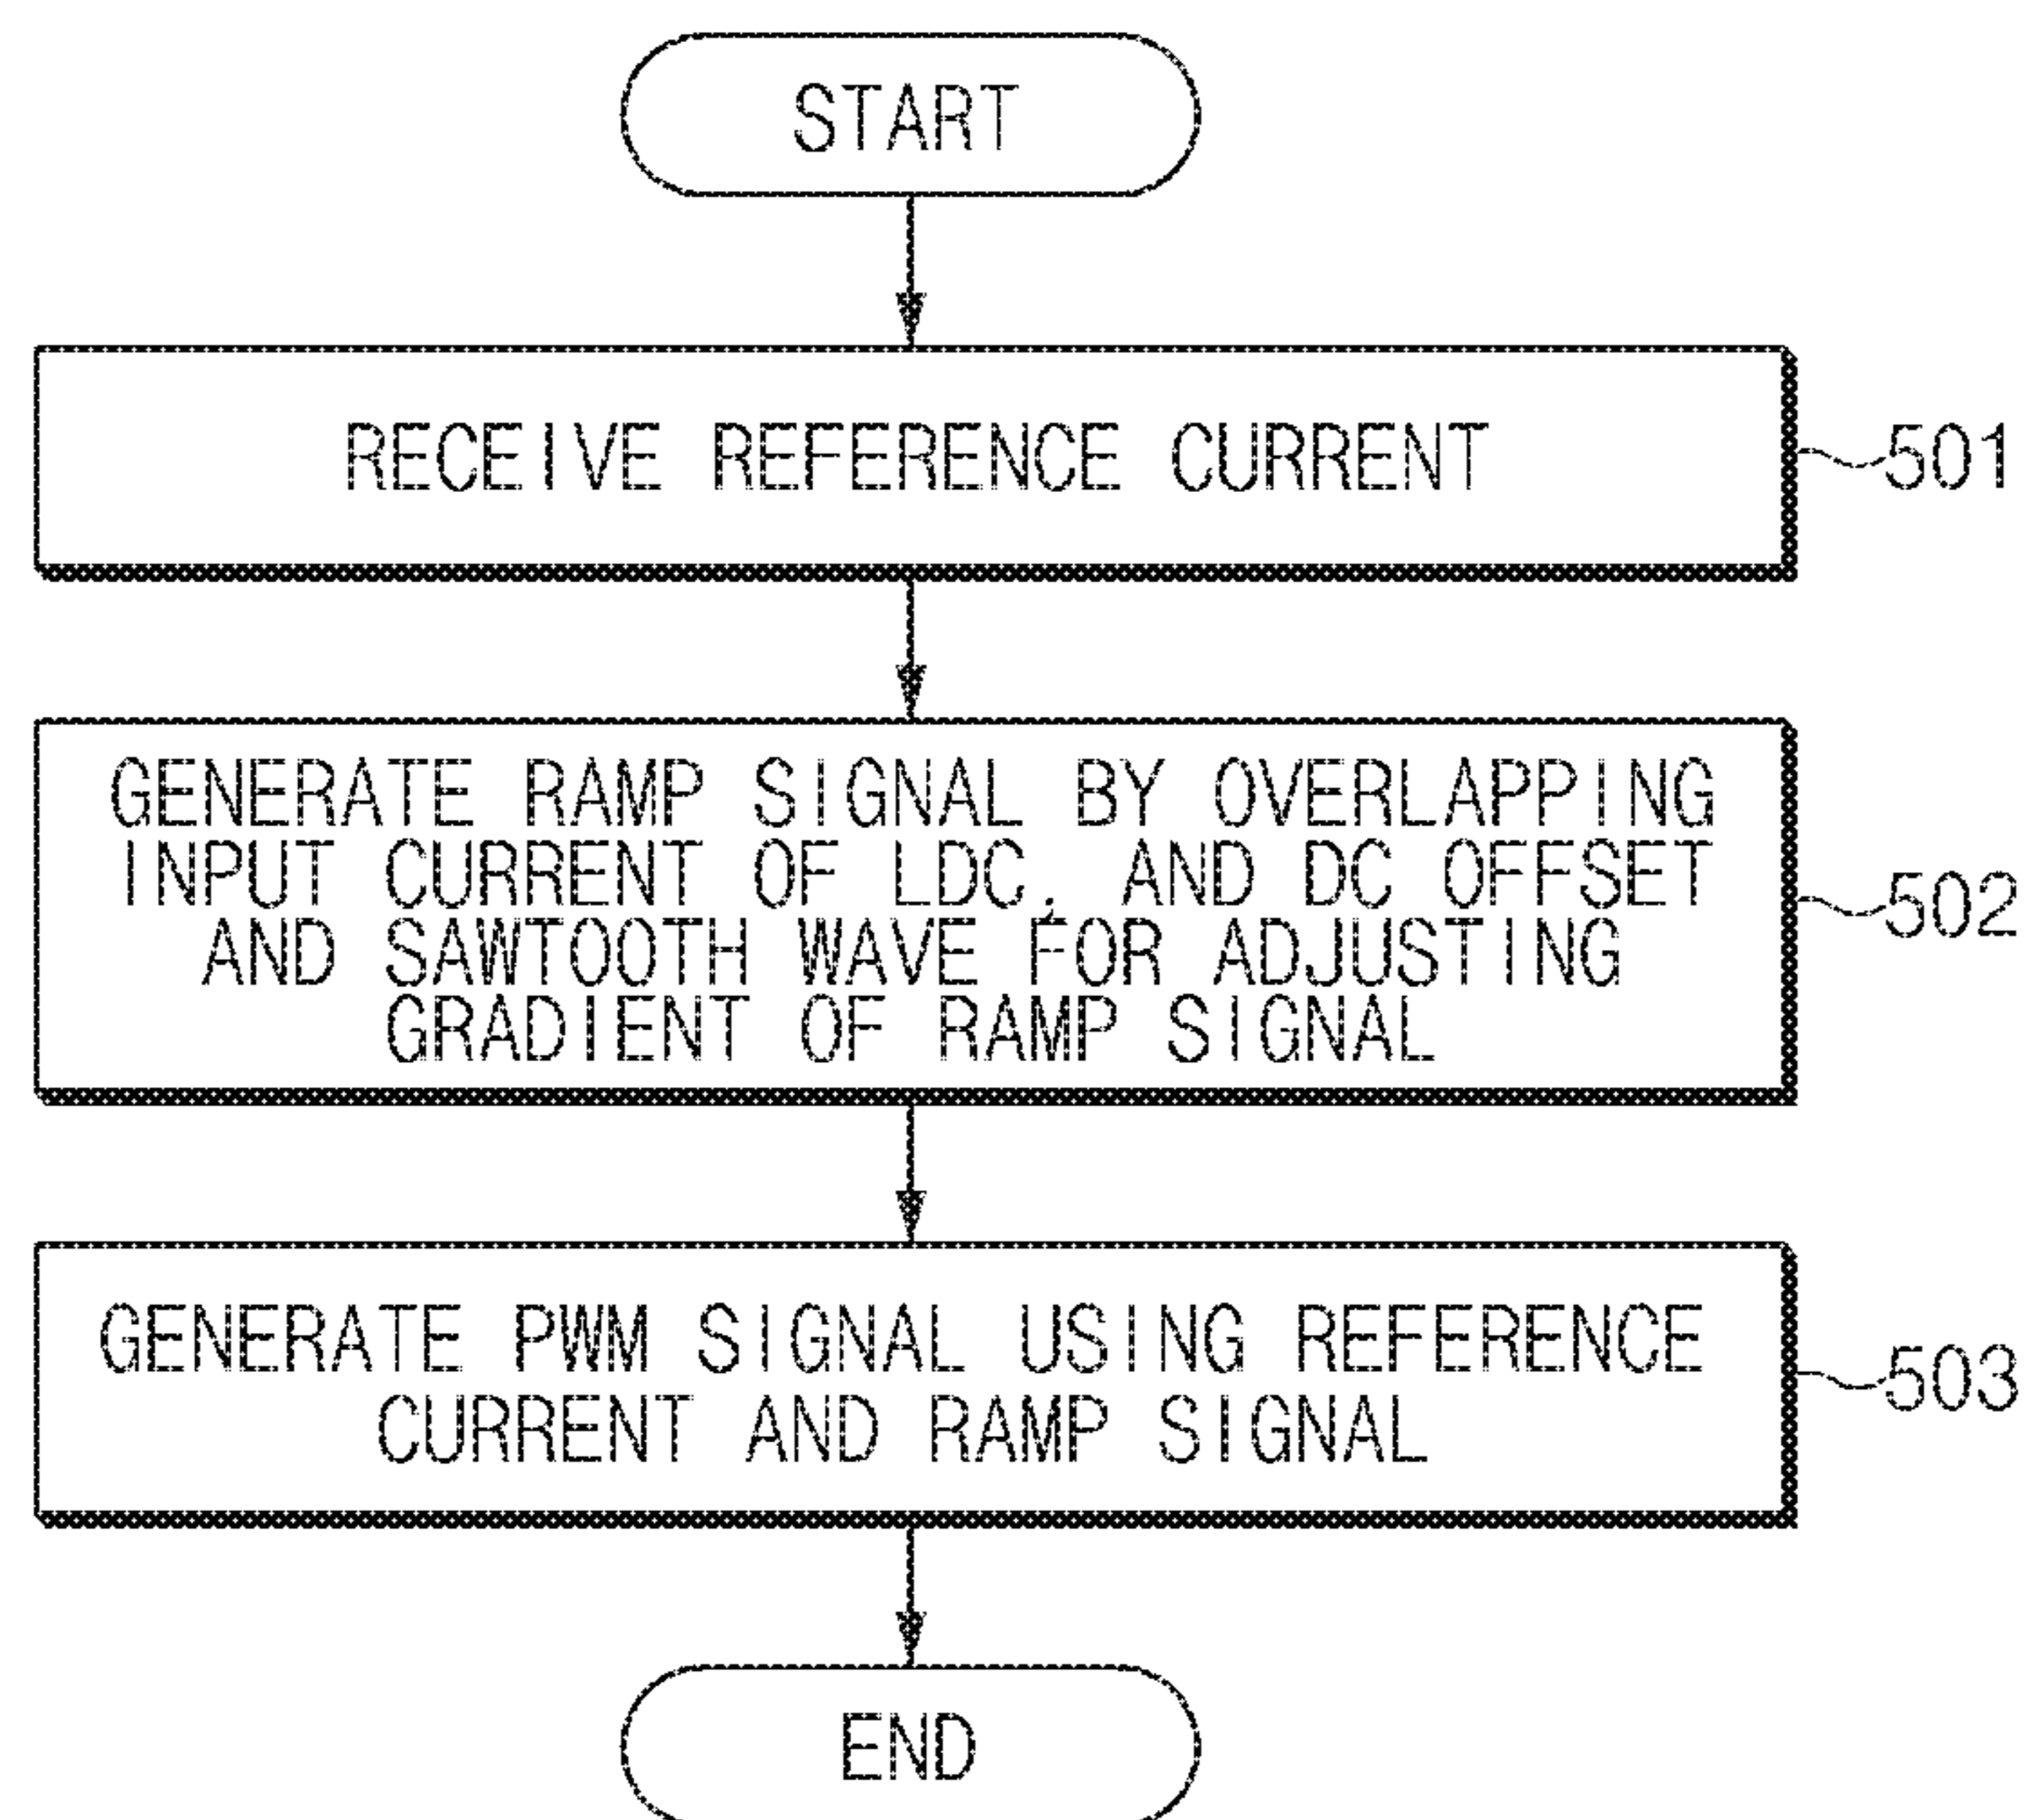 START
RECEIVE REFERENCE CURRENT
501
GENERATE RAMP SIGNAL BY OVERLAPPING
INPUT CURRENT OF LDC, AND DC OFFSET
AND SAWTOOTH WAVE FOR ADJUSTING
GRADIENT OF RAMP SIGNAL
502
GENERATE PWM SIGNAL USING REFERENCE
CURRENT AND RAMP SIGNAL
503
END